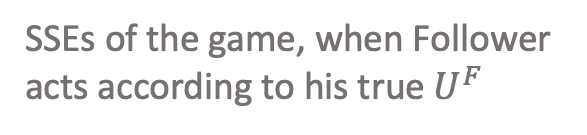 SSEs of the game, when Follower
acts according to his true U^F